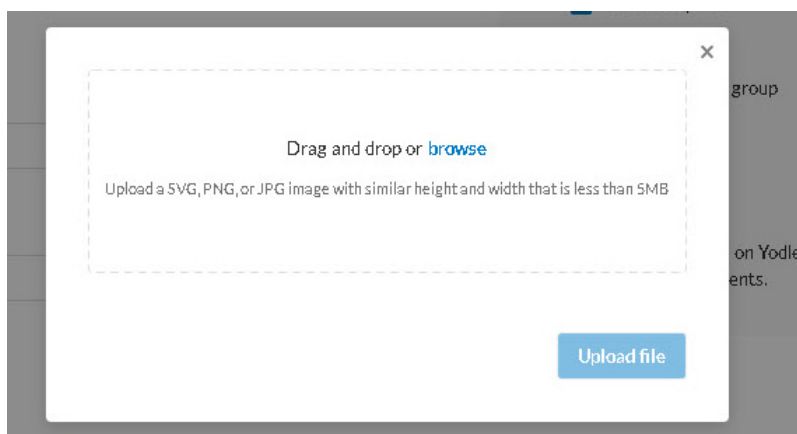 ×
group
Drag and drop or browse
Upload a SVG, PNG, or JPG image with similar height and width that is less than 5MB
on Yodle
ents.
Upload file